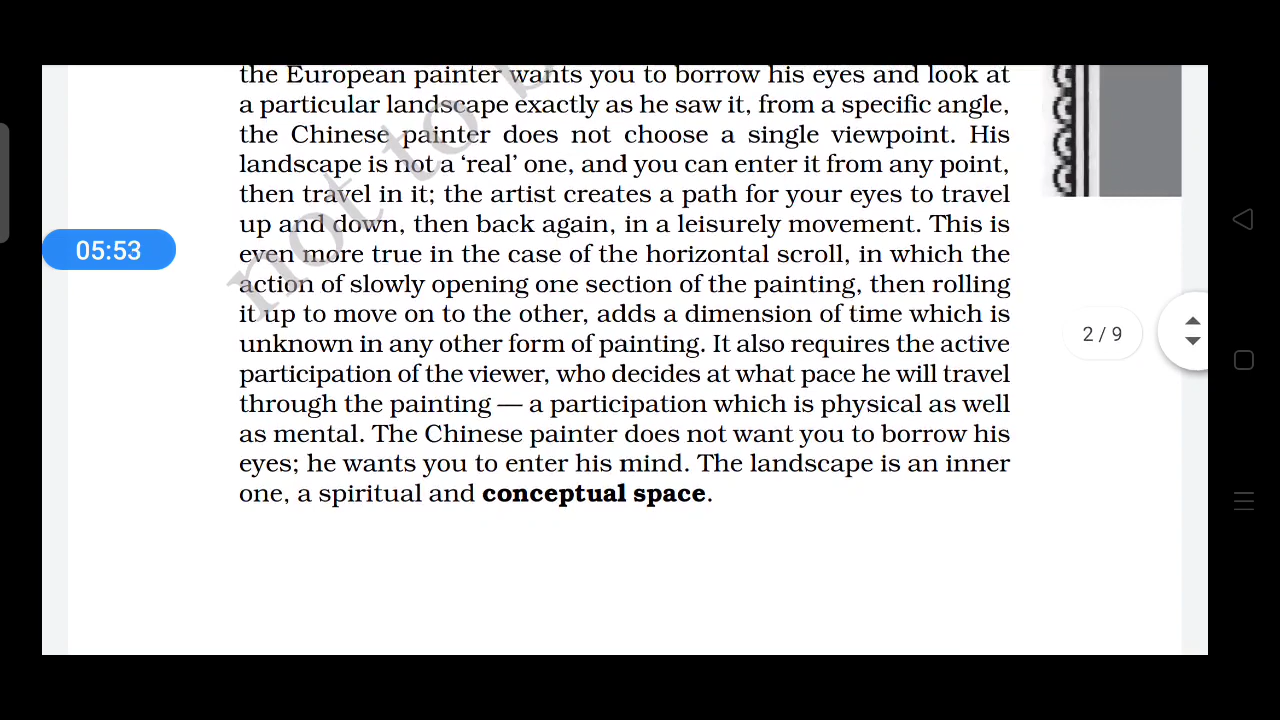 the European painter wants you to borrow his eyes and look at
a particular landscape exactly as he saw it, from a specific angle,
the Chinese painter does not choose a single viewpoint. His
landscape is not a ‘real’ one, and you can enter it from any point,
then travel in it; the artist creates a path for your eyes to travel
up and down, then back again, in a leisurely movement. This is
even more true in the case of the horizontal scroll, in which the
action of slowly opening one section of the painting, then rolling
it up to move on to the other, adds a dimension of time which is
unknown in any other form of painting. It also requires the active
participation of the viewer, who decides at what pace he will travel
through the painting — a participation which is physical as well
as mental. The Chinese painter does not want you to borrow his
eyes; he wants you to enter his mind. The landscape is an inner
one, a spiritual and conceptual space.
not to b
05:53
2 / 9